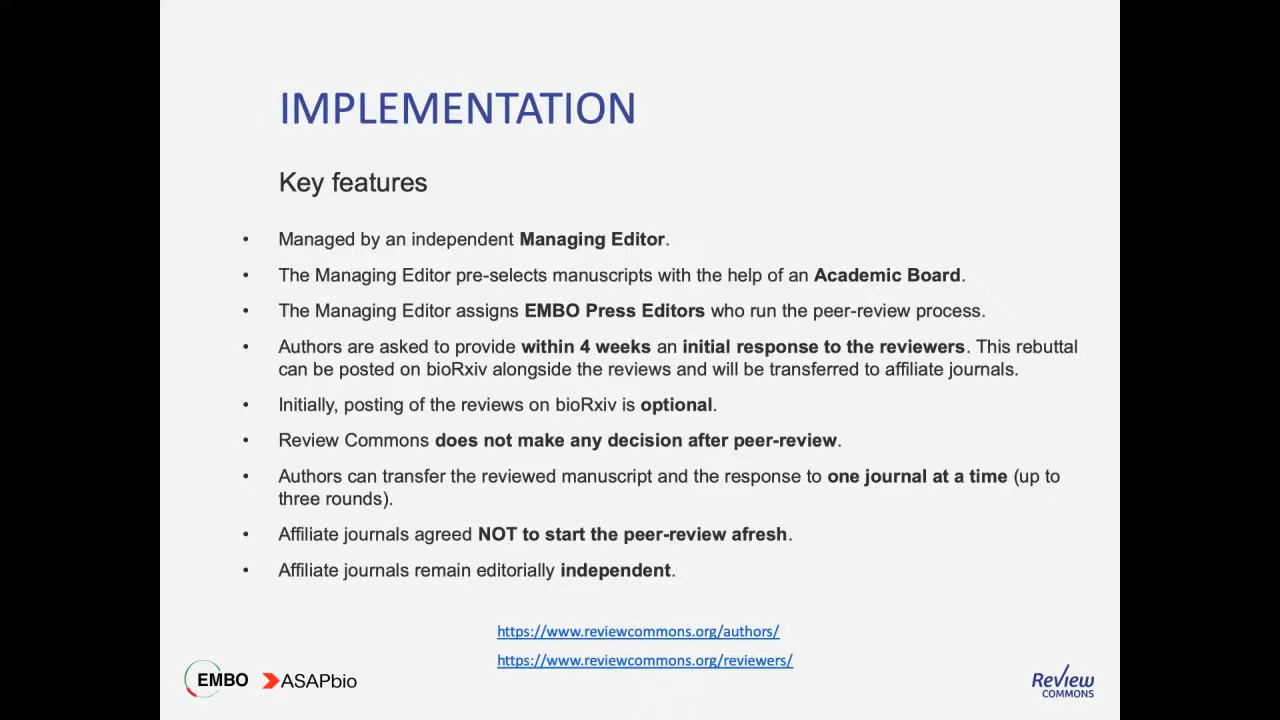 IMPLEMENTATION
Key features
• Managed by an independent Managing Editor.
• The Managing Editor pre-selects manuscripts with the help of an Academic Board.
• The Managing Editor assigns EMBO Press Editors who run the peer-review process.
• Authors are asked to provide within 4 weeks an initial response to the reviewers. This rebuttal
can be posted on bioRxiv alongside the reviews and will be transferred to affiliate journals.
• Initially, posting of the reviews on bioRxiv is optional.
• Review Commons does not make any decision after peer-review.
• Authors can transfer the reviewed manuscript and the response to one journal at a time (up to
three rounds).
• Affiliate journals agreed NOT to start the peer-review afresh.
• Affiliate journals remain editorially independent.
https://www.reviewcommons.org/authors/
https://www.reviewcommons.org/reviewers/
EMBO
ASAPbio
Review
COMMONS